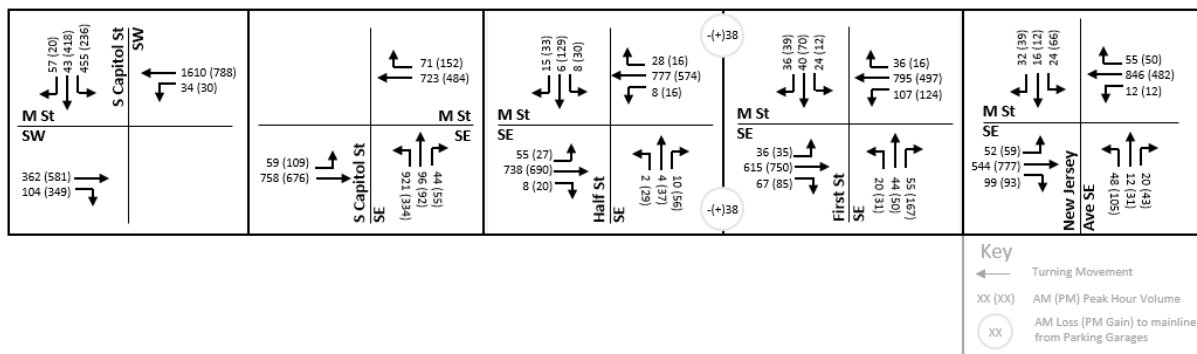 57 (20)
43 (418)
455 (236)
S Capitol St
SW
1610 (788)
34 (30)
M St
SW
362 (581)
104 (349)
71 (152)
723 (484)
M St
SE
59 (109)
758 (676)
S Capitol St
SE
921 (334)
96 (92)
44 (55)
15 (33)
6 (129)
8 (30)
28 (16)
777 (574)
8 (16)
M St
SE
55 (27)
738 (690)
8 (20)
Half St
SE
2 (29)
4 (37)
10 (56)
-(+)38
-(+)38
36 (39)
40 (70)
24 (12)
36 (16)
795 (497)
107 (124)
M St
SE
36 (35)
615 (750)
67 (85)
First St
SE
20 (31)
44 (50)
55 (167)
32 (39)
16 (12)
24 (66)
55 (50)
846 (482)
12 (12)
M St
SE
52 (59)
544 (777)
99 (93)
New Jersey
Ave SE
48 (105)
12 (31)
20 (43)
Key
Turning Movement
XX (XX) AM (PM) Peak Hour Volume
XX
AM Loss (PM Gain) to mainline
from Parking Garages